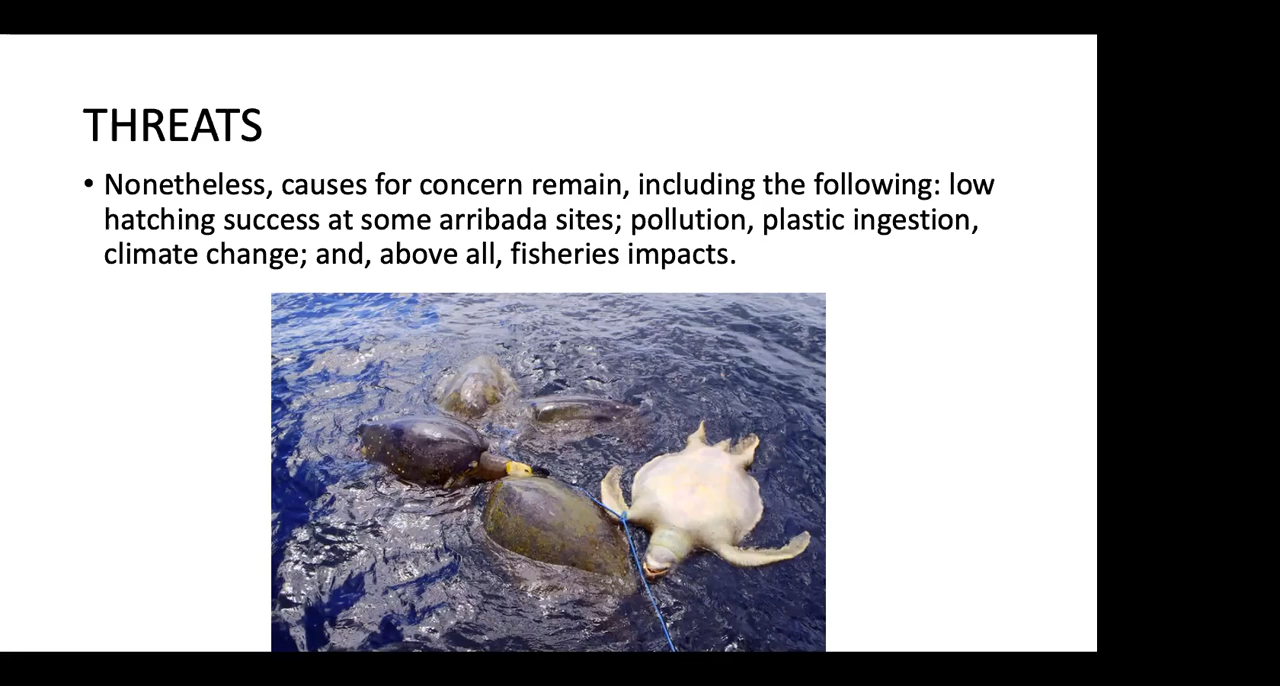 THREATS
• Nonetheless, causes for concern remain, including the following: low
hatching success at some arribada sites; pollution, plastic ingestion,
climate change; and, above all, fisheries impacts.